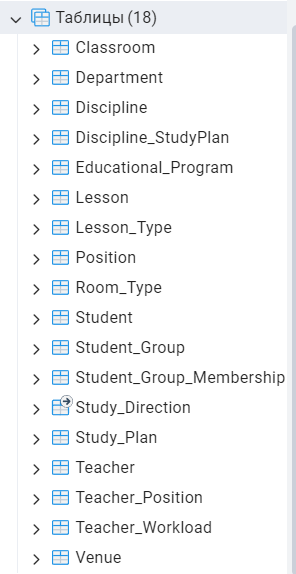 Таблицы (18)
Classroom
Department
Discipline
Discipline_StudyPlan
Educational_Program
Lesson
Lesson_Type
Position
Room_Type
Student
Student_Group
Student_Group_Membership
Study_Direction
Study_Plan
Teacher
Teacher_Position
Teacher_Workload
Venue